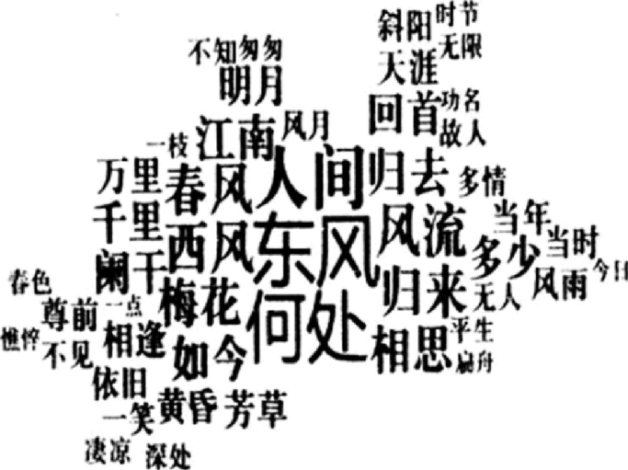 时节
斜阳
无限
不知 匆匆
天涯
明月
回首
功名
江南
风月
故人
一枝
人间
归去
万里
春风
多情
千里
西风
东风
风流
当年
多少
当时
阑干
今日
春色
梅花
归来
风雨
无人
尊前
一点
何处
憔悴
不见
相逢
如今
相思
平生
扁舟
依旧
一笑
黄昏
芳草
凄凉
深处